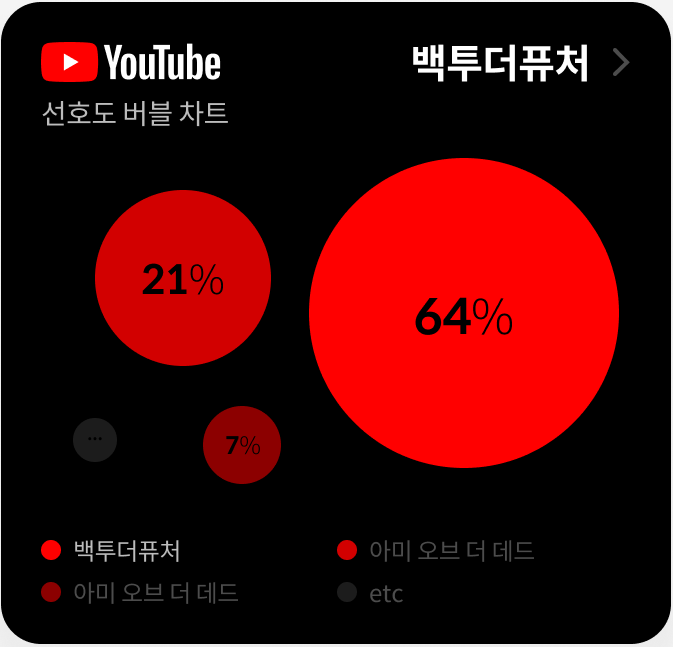 YouTube
백투더퓨처
선호도 버블 차트
21%
64%
...
7%
백투더퓨처
아미 오브 더 데드
아미 오브 더 데드
etc